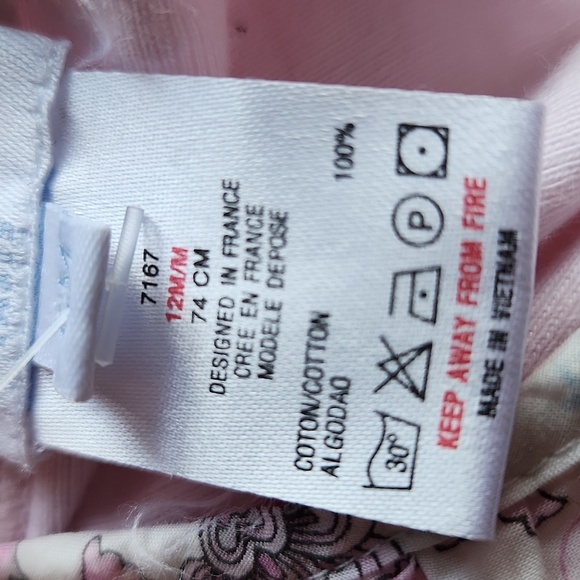 7167
12M/M
74 CM
DESIGNED IN FRANCE
CREE EN FRANCE
MODELE DEPOSE
COTON/COTTON 100%
ALGODAO
30° P
KEEP AWAY FROM FIRE
MADE IN VIETNAM